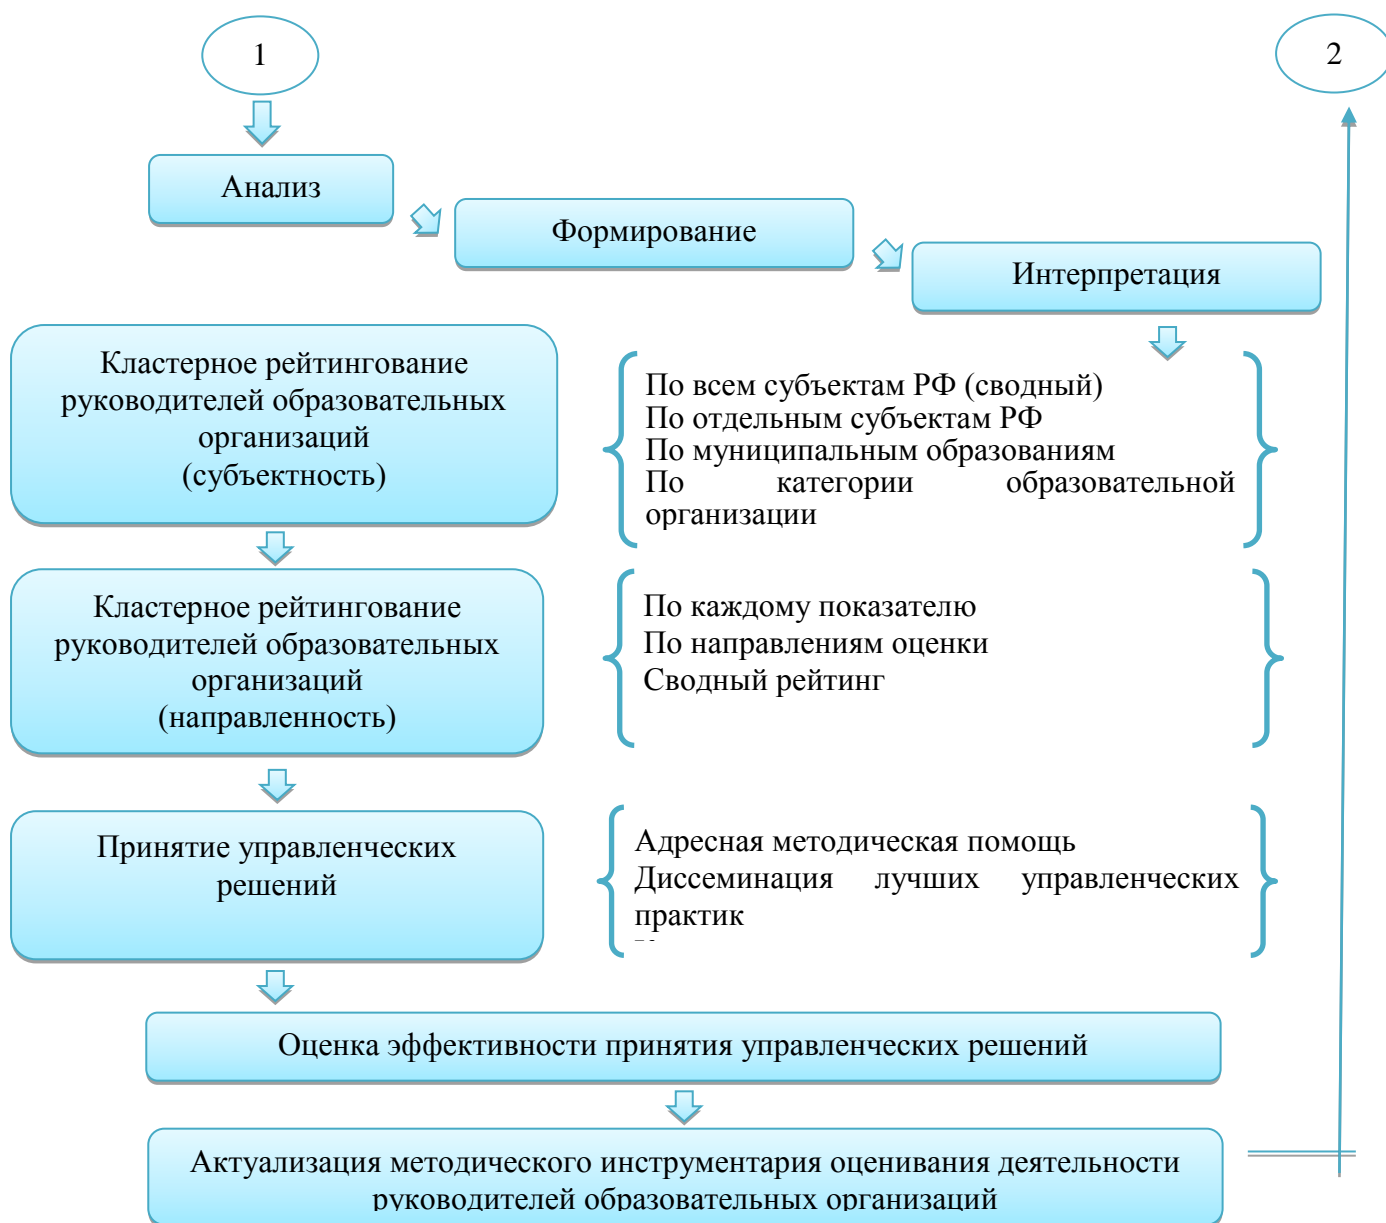 1
2
Анализ
Формирование
Интерпретация
Кластерное рейтингование
руководителей образовательных
организаций
(субъектность)
По всем субъектам РФ (сводный)
По отдельным субъектам РФ
По муниципальным образованиям
По категории образовательной
организации
Кластерное рейтингование
руководителей образовательных
организаций
(направленность)
По каждому показателю
По направлениям оценки
Сводный рейтинг
Принятие управленческих
решений
Адресная методическая помощь
Диссеминация лучших управленческих
практик
Оценка эффективности принятия управленческих решений
Актуализация методического инструментария оценивания деятельности
руководителей образовательных организаций